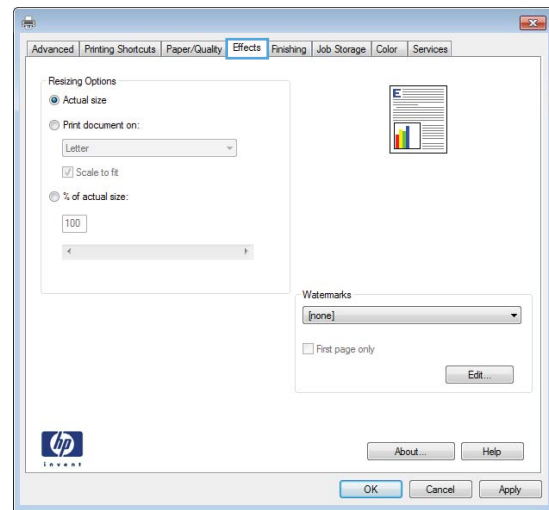 Advanced Printing Shortcuts Paper/Quality Effects Finishing Job Storage Color Services
Resizing Options
Actual size
Print document on:
Letter
Scale to fit
% of actual size:
100
E
Watermarks
[none]
First page only
Edit...
hp
invent
About... Help
OK Cancel Apply